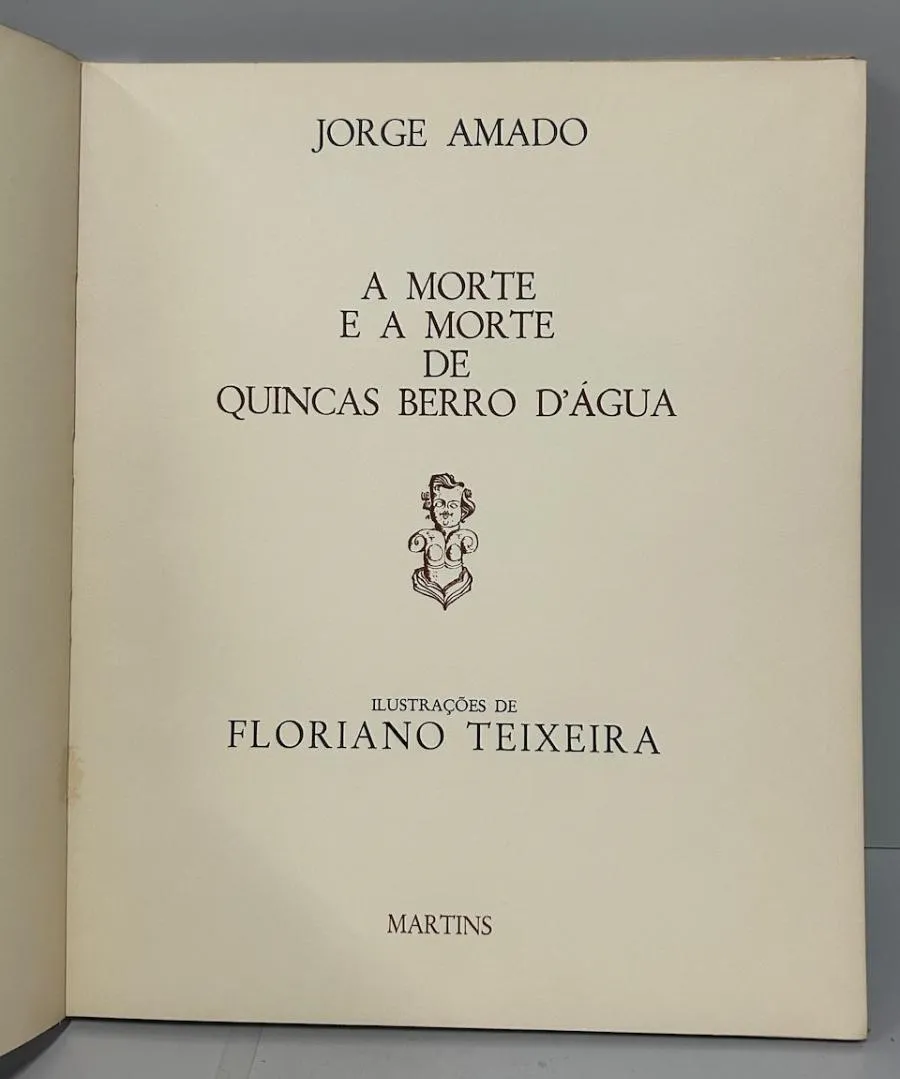 JORGE AMADO
A MORTE
E A MORTE
DE
QUINCAS BERRO D'ÁGUA
ILUSTRAÇÕES DE
FLORIANO TEIXEIRA
MARTINS